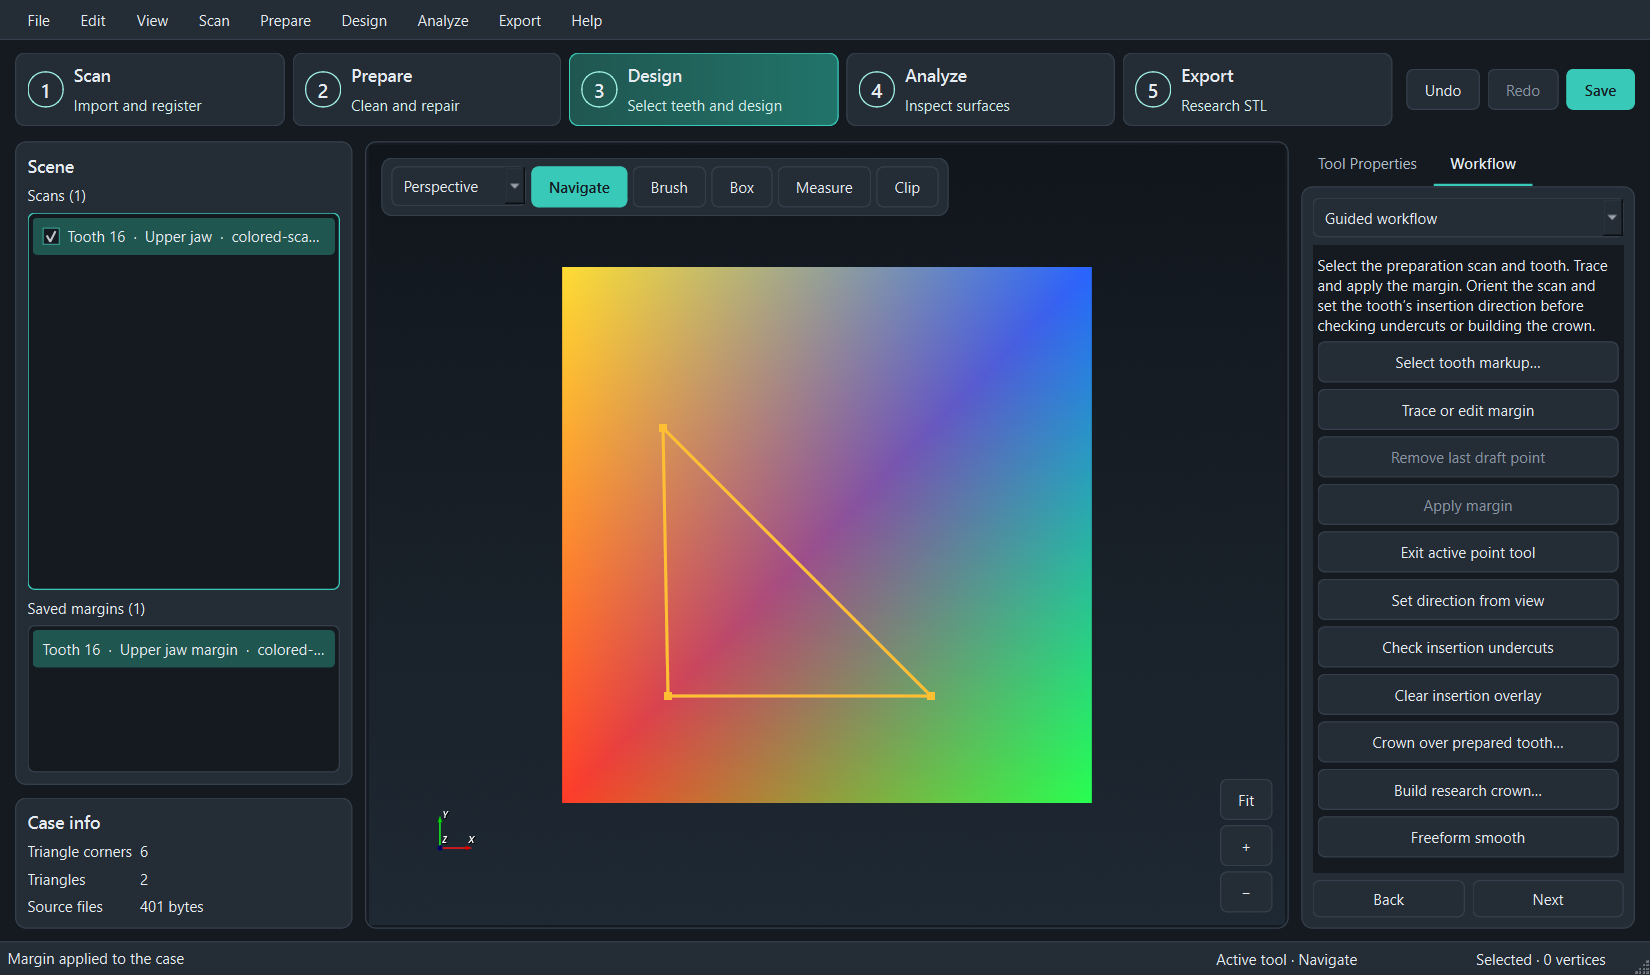 File Edit View Scan Prepare Design Analyze Export Help
1 Scan
Import and register
2 Prepare
Clean and repair
3 Design
Select teeth and design
4 Analyze
Inspect surfaces
5 Export
Research STL
Undo Redo Save
Scene
Scans (1)
Tooth 16 · Upper jaw · colored-sca...
Saved margins (1)
Tooth 16 · Upper jaw margin · colored-...
Case info
Triangle corners 6
Triangles 2
Source files 401 bytes
Perspective Navigate Brush Box Measure Clip
Y
Z X
Fit
+
−
Tool Properties Workflow
Guided workflow
Select the preparation scan and tooth. Trace
and apply the margin. Orient the scan and
set the tooth's insertion direction before
checking undercuts or building the crown.
Select tooth markup...
Trace or edit margin
Remove last draft point
Apply margin
Exit active point tool
Set direction from view
Check insertion undercuts
Clear insertion overlay
Crown over prepared tooth...
Build research crown...
Freeform smooth
Back Next
Margin applied to the case
Active tool · Navigate
Selected · 0 vertices